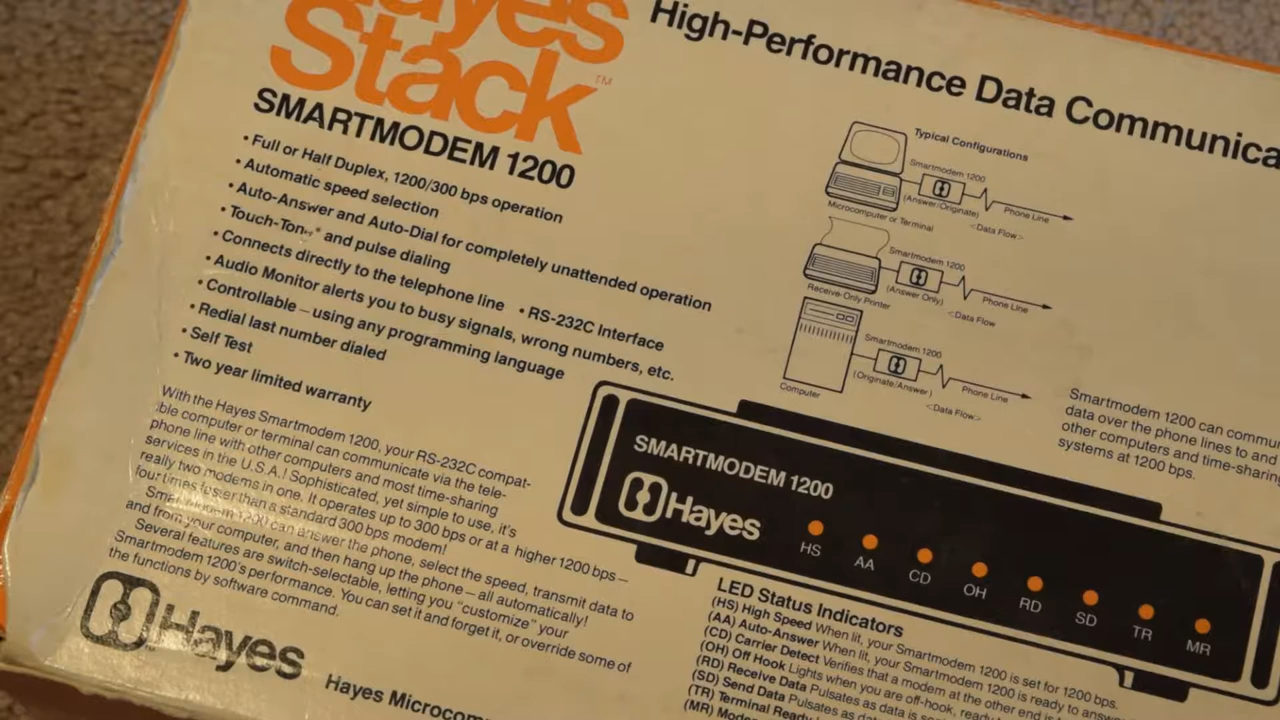 Hayes
Stack™
SMARTMODEM 1200
• Full or Half Duplex, 1200/300 bps operation
• Automatic speed selection
• Auto-Answer and Auto-Dial for completely unattended operation
• Touch-Tone* and pulse dialing
• Connects directly to the telephone line • RS-232C Interface
• Audio Monitor alerts you to busy signals, wrong numbers, etc.
• Controllable – using any programming language
• Redial last number dialed
• Self Test
• Two year limited warranty
With the Hayes Smartmodem 1200, your RS-232C compat-
ible computer or terminal can communicate via the tele-
phone line with other computers and most time-sharing
services in the U.S.A.! Sophisticated, yet simple to use, it's
really two modems in one. It operates up to 300 bps or at a higher 1200 bps –
four times faster than a standard 300 bps modem!
Smartmodem 1200 can answer the phone, select the speed, transmit data to
and from your computer, and then hang up the phone – all automatically!
Several features are switch-selectable, letting you "customize" your
Smartmodem 1200's performance. You can set it and forget it, or override some of
the functions by software command.
Hayes
Hayes
High-Performance Data Communica
Typical Configurations
Smartmodem 1200
(Answer/Originate)
Phone Line
<Data Flow>
Microcomputer or Terminal
Smartmodem 1200
(Answer Only)
Phone Line
<Data Flow
Receive-Only Printer
Smartmodem 1200
(Originate/Answer)
Phone Line
<Data Flow>
Computer
Smartmodem 1200 can commu
data over the phone lines to and
other computers and time-sharing
systems at 1200 bps.
SMARTMODEM 1200
Hayes
HS AA CD OH RD SD TR MR
LED Status Indicators
(HS) High Speed When lit, your Smartmodem 1200 is set for 1200 bps.
(AA) Auto-Answer When lit, your Smartmodem 1200 is ready to answer
(CD) Carrier Detect Verifies that a modem at the other end is
(OH) Off Hook Lights when you are off-hook, ready
(RD) Receive Data Pulsates as data is
(SD) Send Data Pulsates as data
(TR) Terminal Ready
(MR) Mode